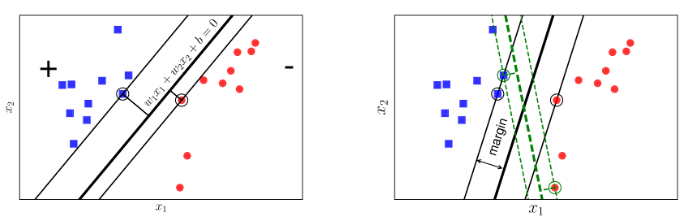 +
-
w₁x₁ + w₂x₂ + b = 0
x₂
x₁
margin
x₂
x₁